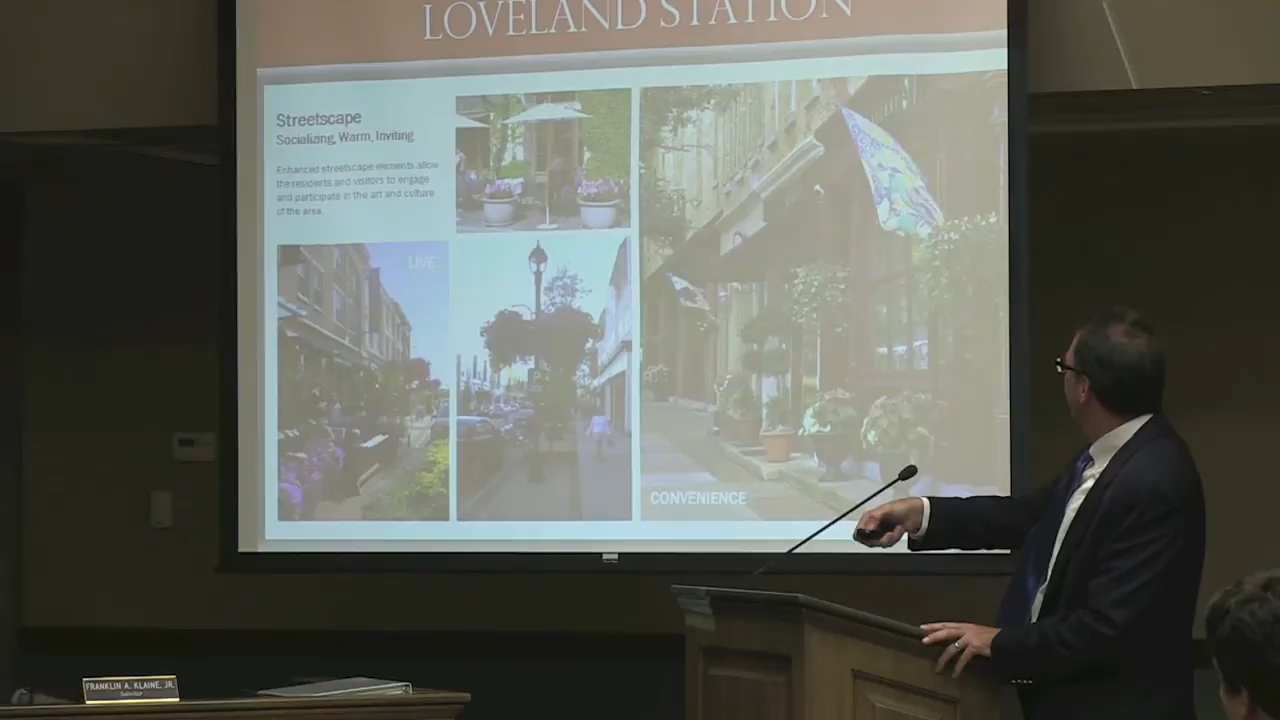 LOVELAND STATION
Streetscape
Socializing, Warm, Inviting
Enhanced streetscape elements allow
the residents and visitors to engage
and participate in the art and culture
of the area.
LIVE
CONVENIENCE
FRANKLIN A. KLAINE, JR.
Solicitor